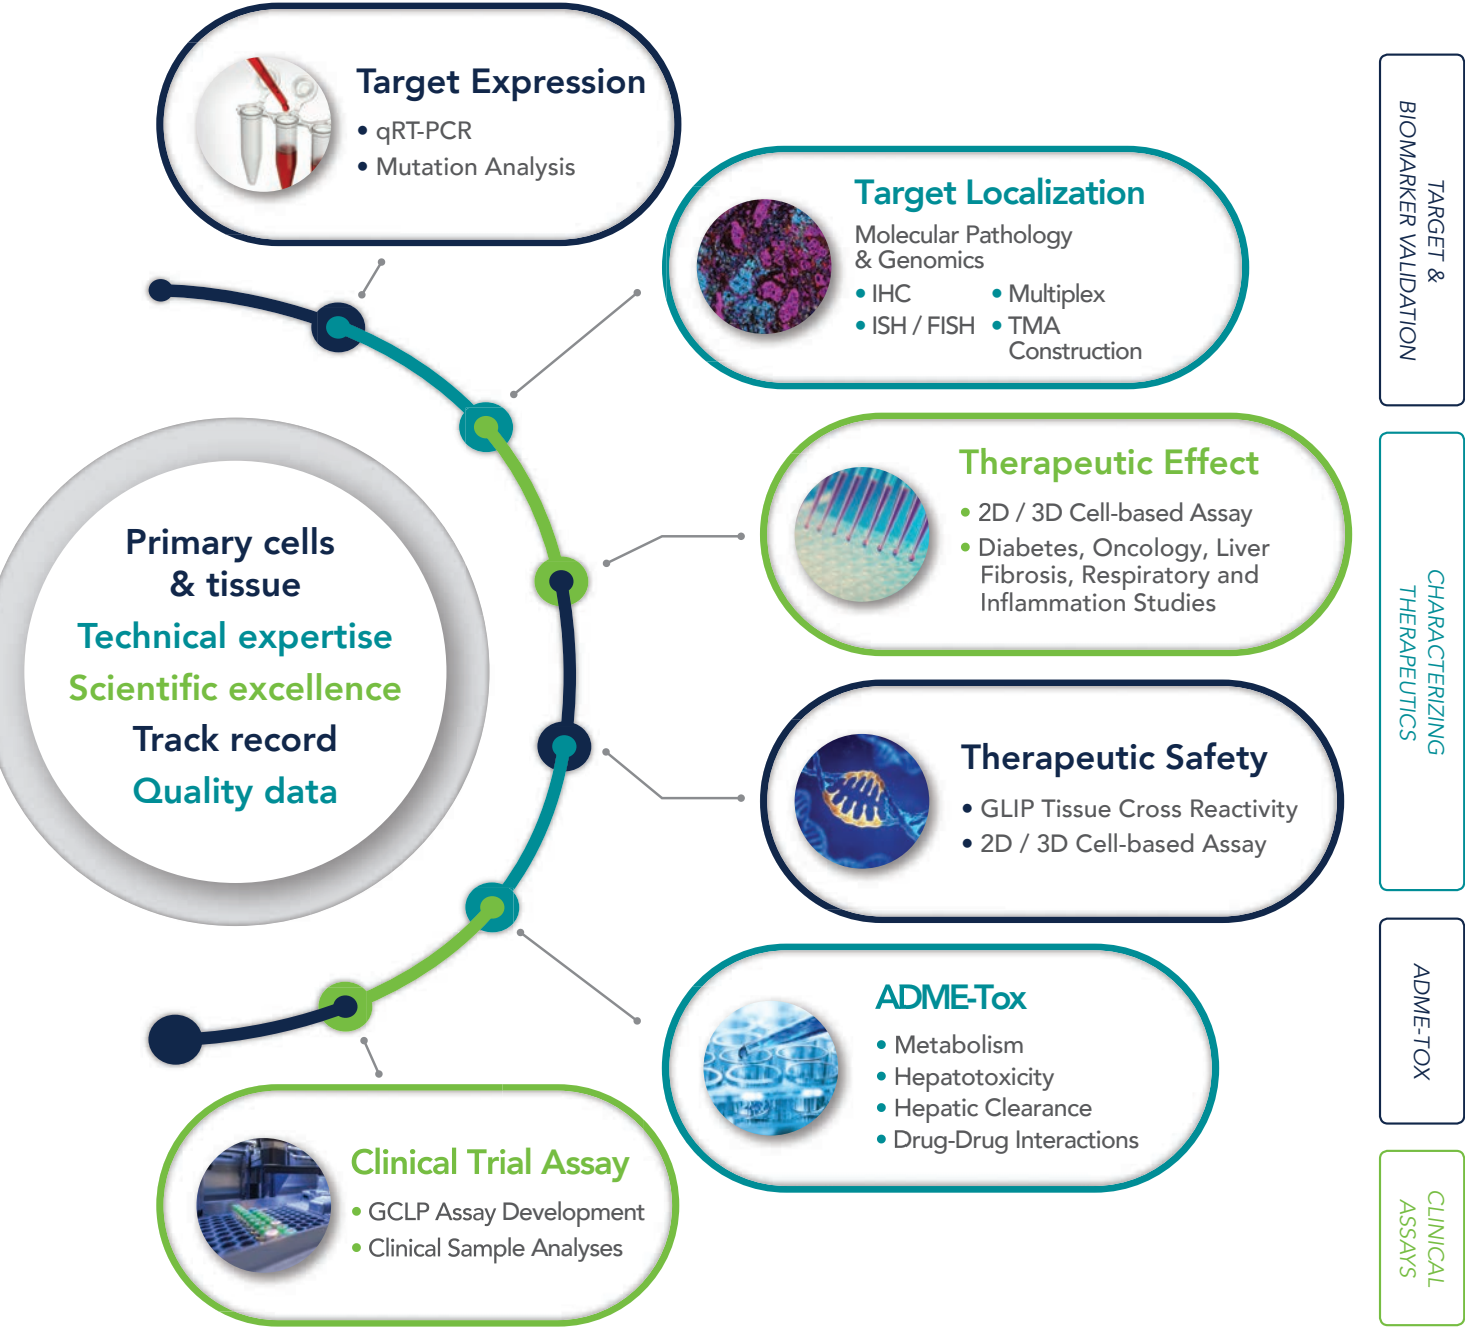 Target Expression
• qRT-PCR
• Mutation Analysis
Target Localization
Molecular Pathology
& Genomics
• IHC
• ISH / FISH
• Multiplex
• TMA
Construction
Therapeutic Effect
• 2D / 3D Cell-based Assay
• Diabetes, Oncology, Liver
Fibrosis, Respiratory and
Inflammation Studies
Primary cells
& tissue
Technical expertise
Scientific excellence
Track record
Quality data
Therapeutic Safety
• GLIP Tissue Cross Reactivity
• 2D / 3D Cell-based Assay
ADME-Tox
• Metabolism
• Hepatotoxicity
• Hepatic Clearance
• Drug-Drug Interactions
Clinical Trial Assay
• GCLP Assay Development
• Clinical Sample Analyses
TARGET &
BIOMARKER VALIDATION
CHARACTERIZING
THERAPEUTICS
ADME-TOX
CLINICAL
ASSAYS